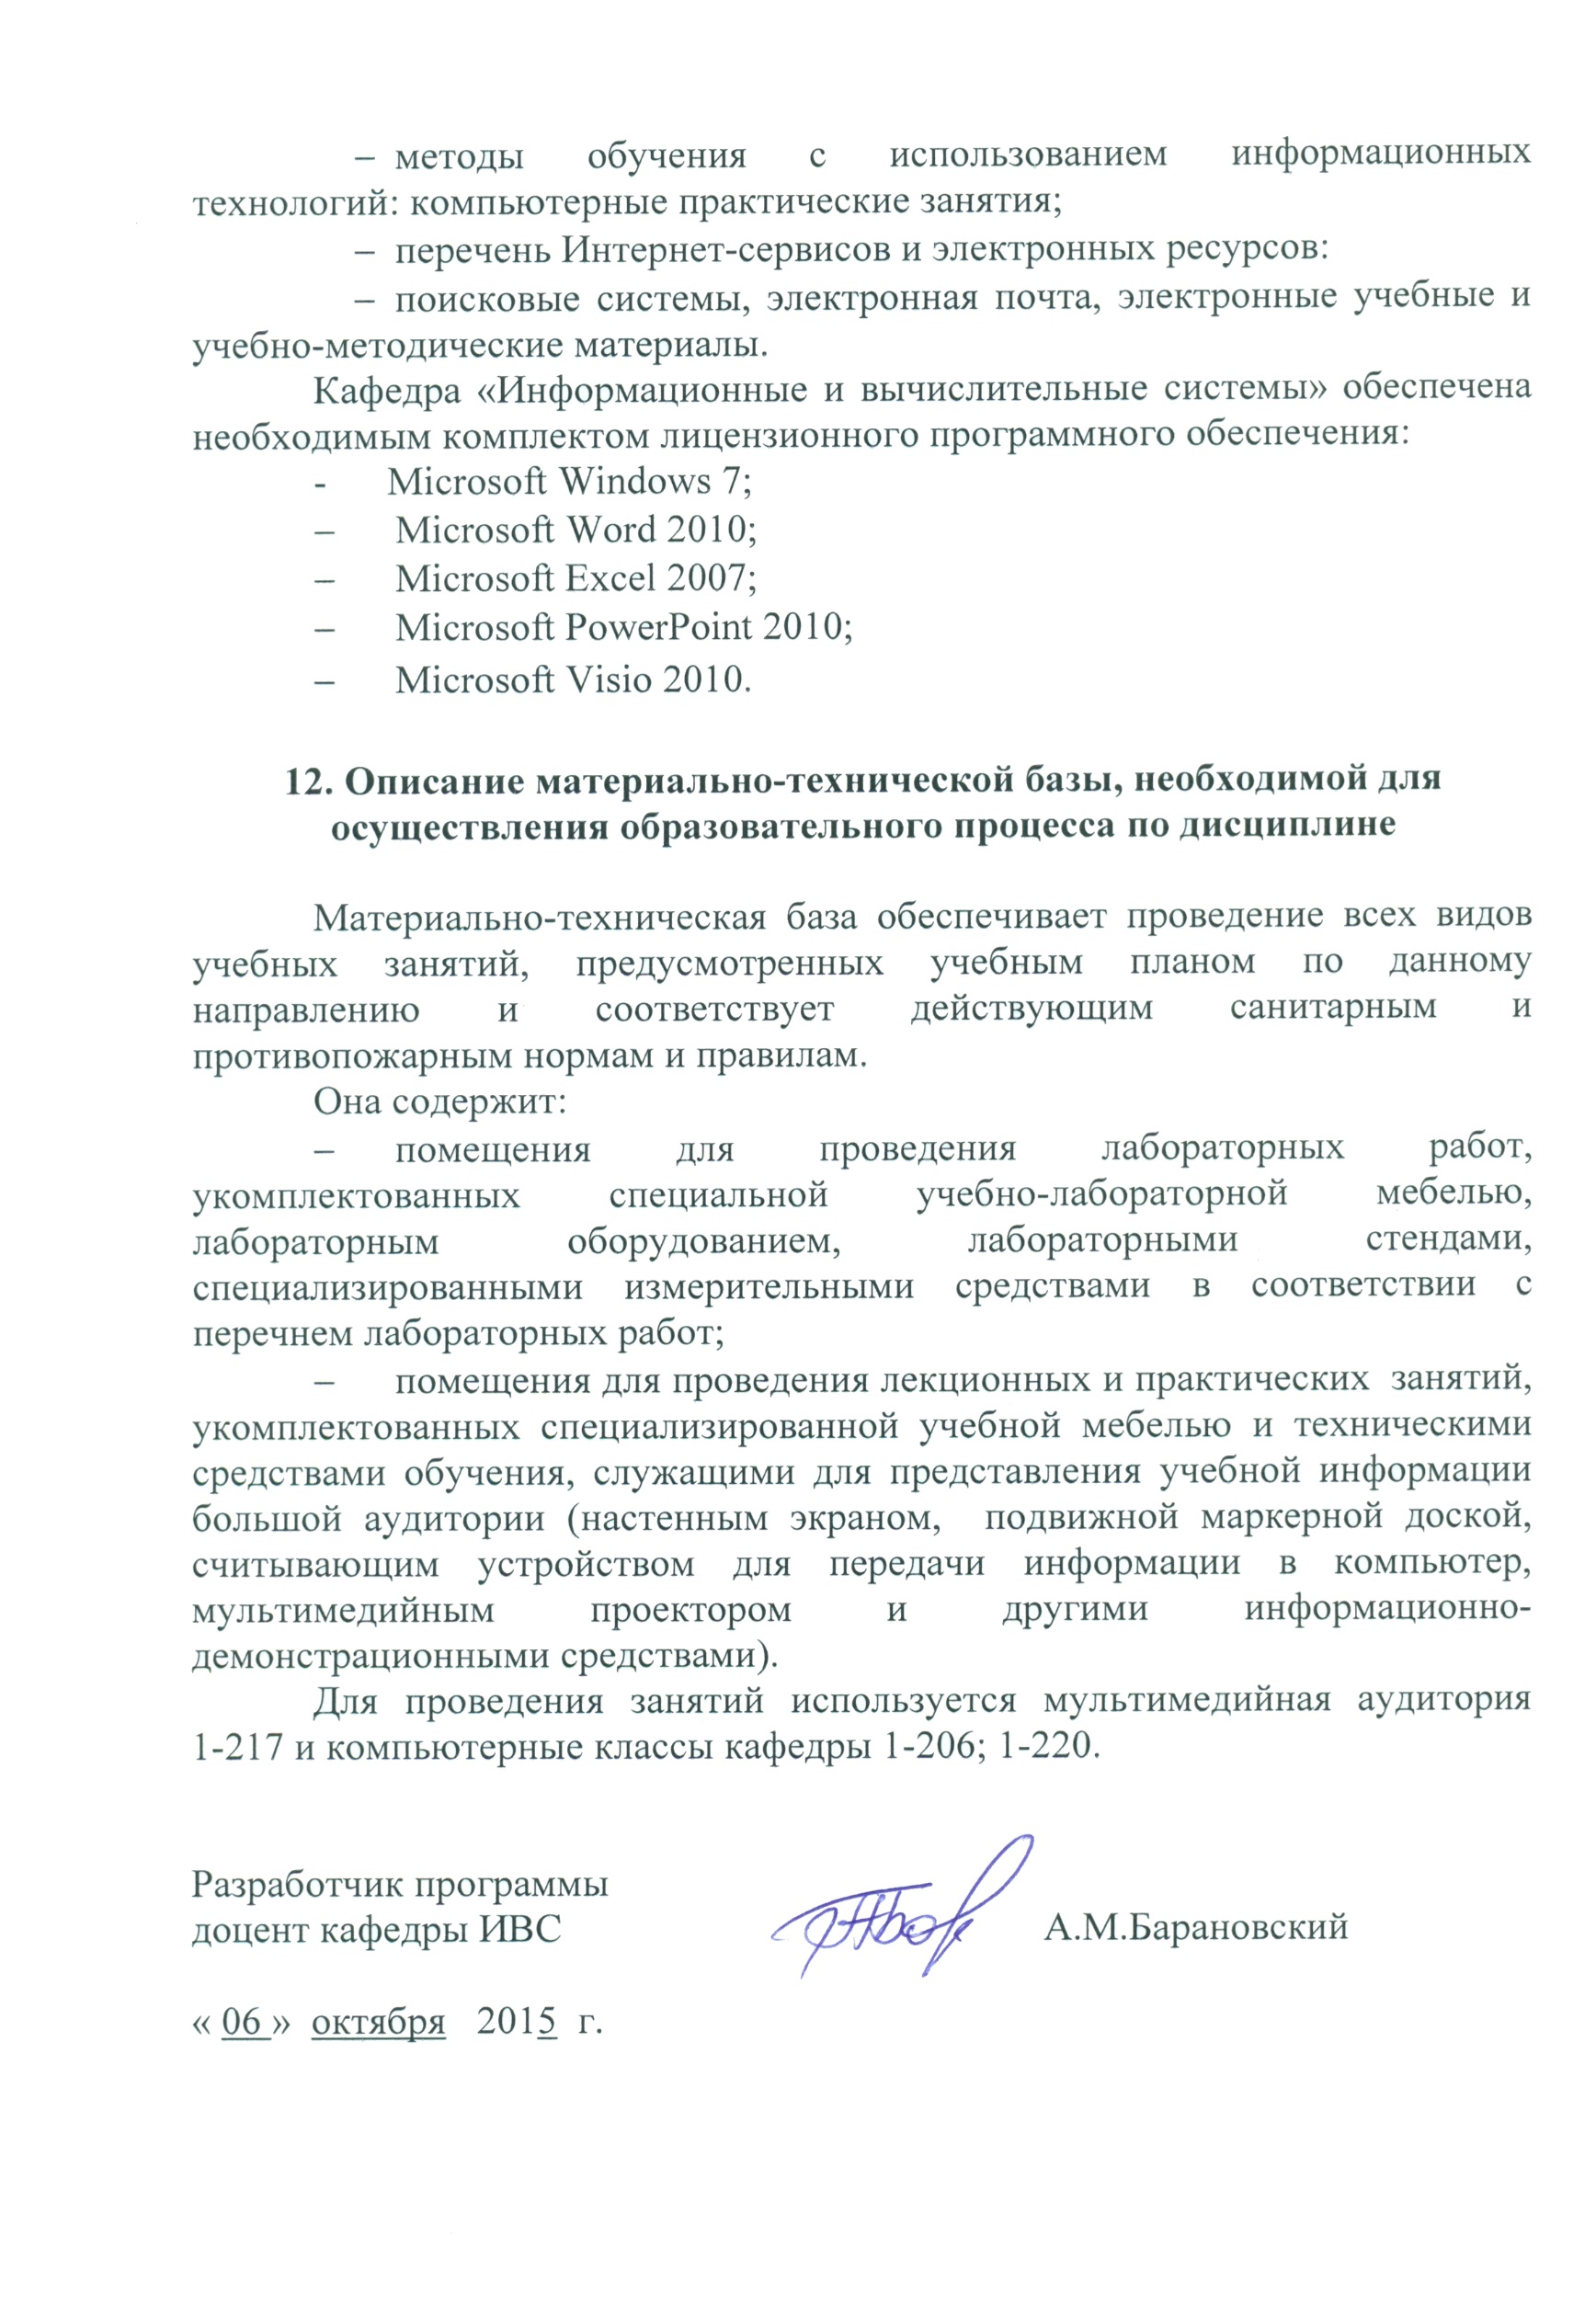 – методы обучения с использованием информационных
технологий: компьютерные практические занятия;
– перечень Интернет-сервисов и электронных ресурсов:
– поисковые системы, электронная почта, электронные учебные и
учебно-методические материалы.
Кафедра «Информационные и вычислительные системы» обеспечена
необходимым комплектом лицензионного программного обеспечения:
- Microsoft Windows 7;
– Microsoft Word 2010;
– Microsoft Excel 2007;
– Microsoft PowerPoint 2010;
– Microsoft Visio 2010.
12. Описание материально-технической базы, необходимой для
осуществления образовательного процесса по дисциплине
Материально-техническая база обеспечивает проведение всех видов
учебных занятий, предусмотренных учебным планом по данному
направлению и соответствует действующим санитарным и
противопожарным нормам и правилам.
Она содержит:
– помещения для проведения лабораторных работ,
укомплектованных специальной учебно-лабораторной мебелью,
лабораторным оборудованием, лабораторными стендами,
специализированными измерительными средствами в соответствии с
перечнем лабораторных работ;
– помещения для проведения лекционных и практических занятий,
укомплектованных специализированной учебной мебелью и техническими
средствами обучения, служащими для представления учебной информации
большой аудитории (настенным экраном, подвижной маркерной доской,
считывающим устройством для передачи информации в компьютер,
мультимедийным проектором и другими информационно-
демонстрационными средствами).
Для проведения занятий используется мультимедийная аудитория
1-217 и компьютерные классы кафедры 1-206; 1-220.
Разработчик программы
доцент кафедры ИВС А.М.Барановский
« 06 » октября 2015 г.